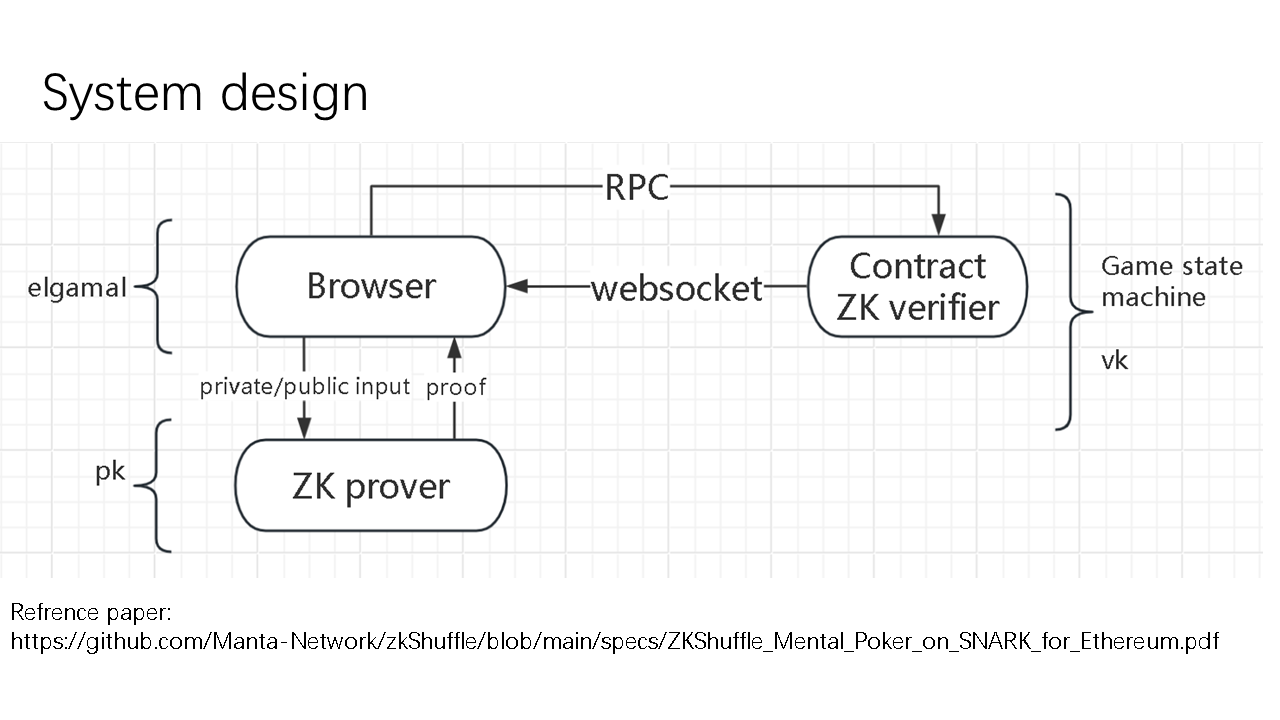 System design
RPC
elgamal
Browser
websocket
Contract
ZK verifier
Game state
machine
vk
private/public input
proof
pk
ZK prover
Refrence paper:
https://github.com/Manta-Network/zkShuffle/blob/main/specs/ZKShuffle_Mental_Poker_on_SNARK_for_Ethereum.pdf